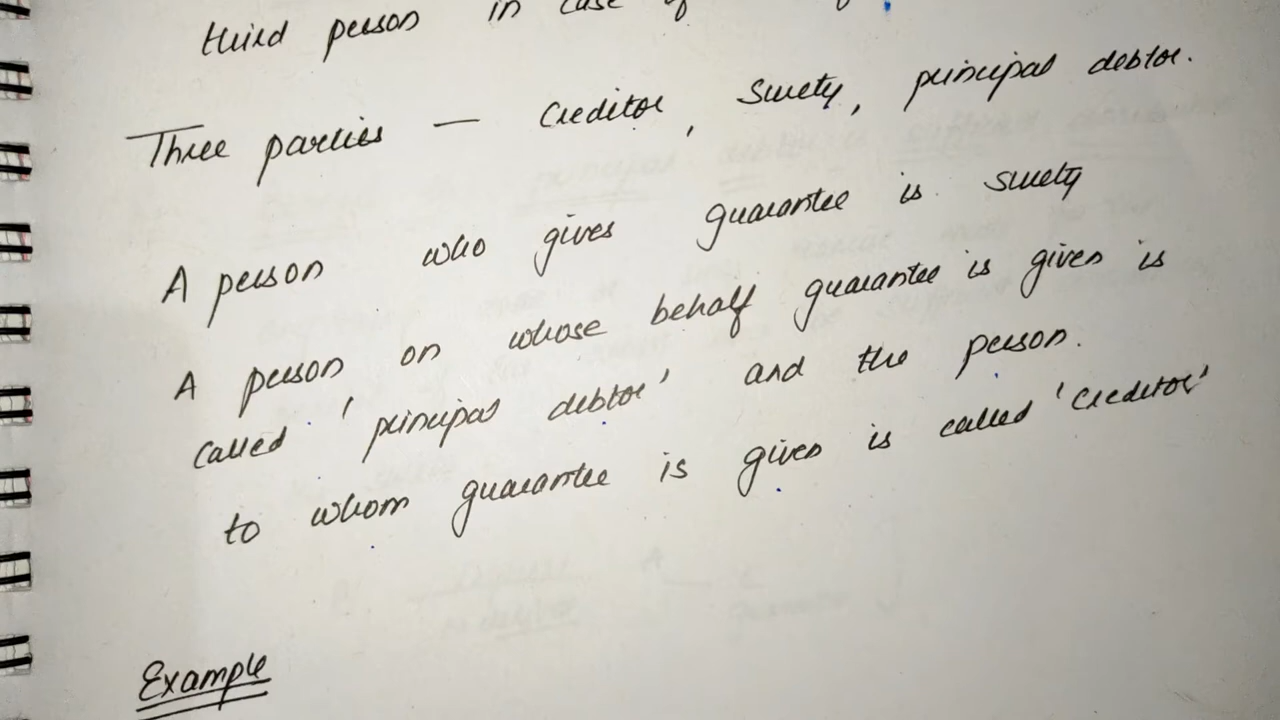 third person in case of
Three parties — Creditor, Surety, principal debtor.
A person who gives guarantee is surety
A person on whose behalf guarantee is given is
called 'principal debtor' and the person.
to whom guarantee is given is called 'Creditor'
Example